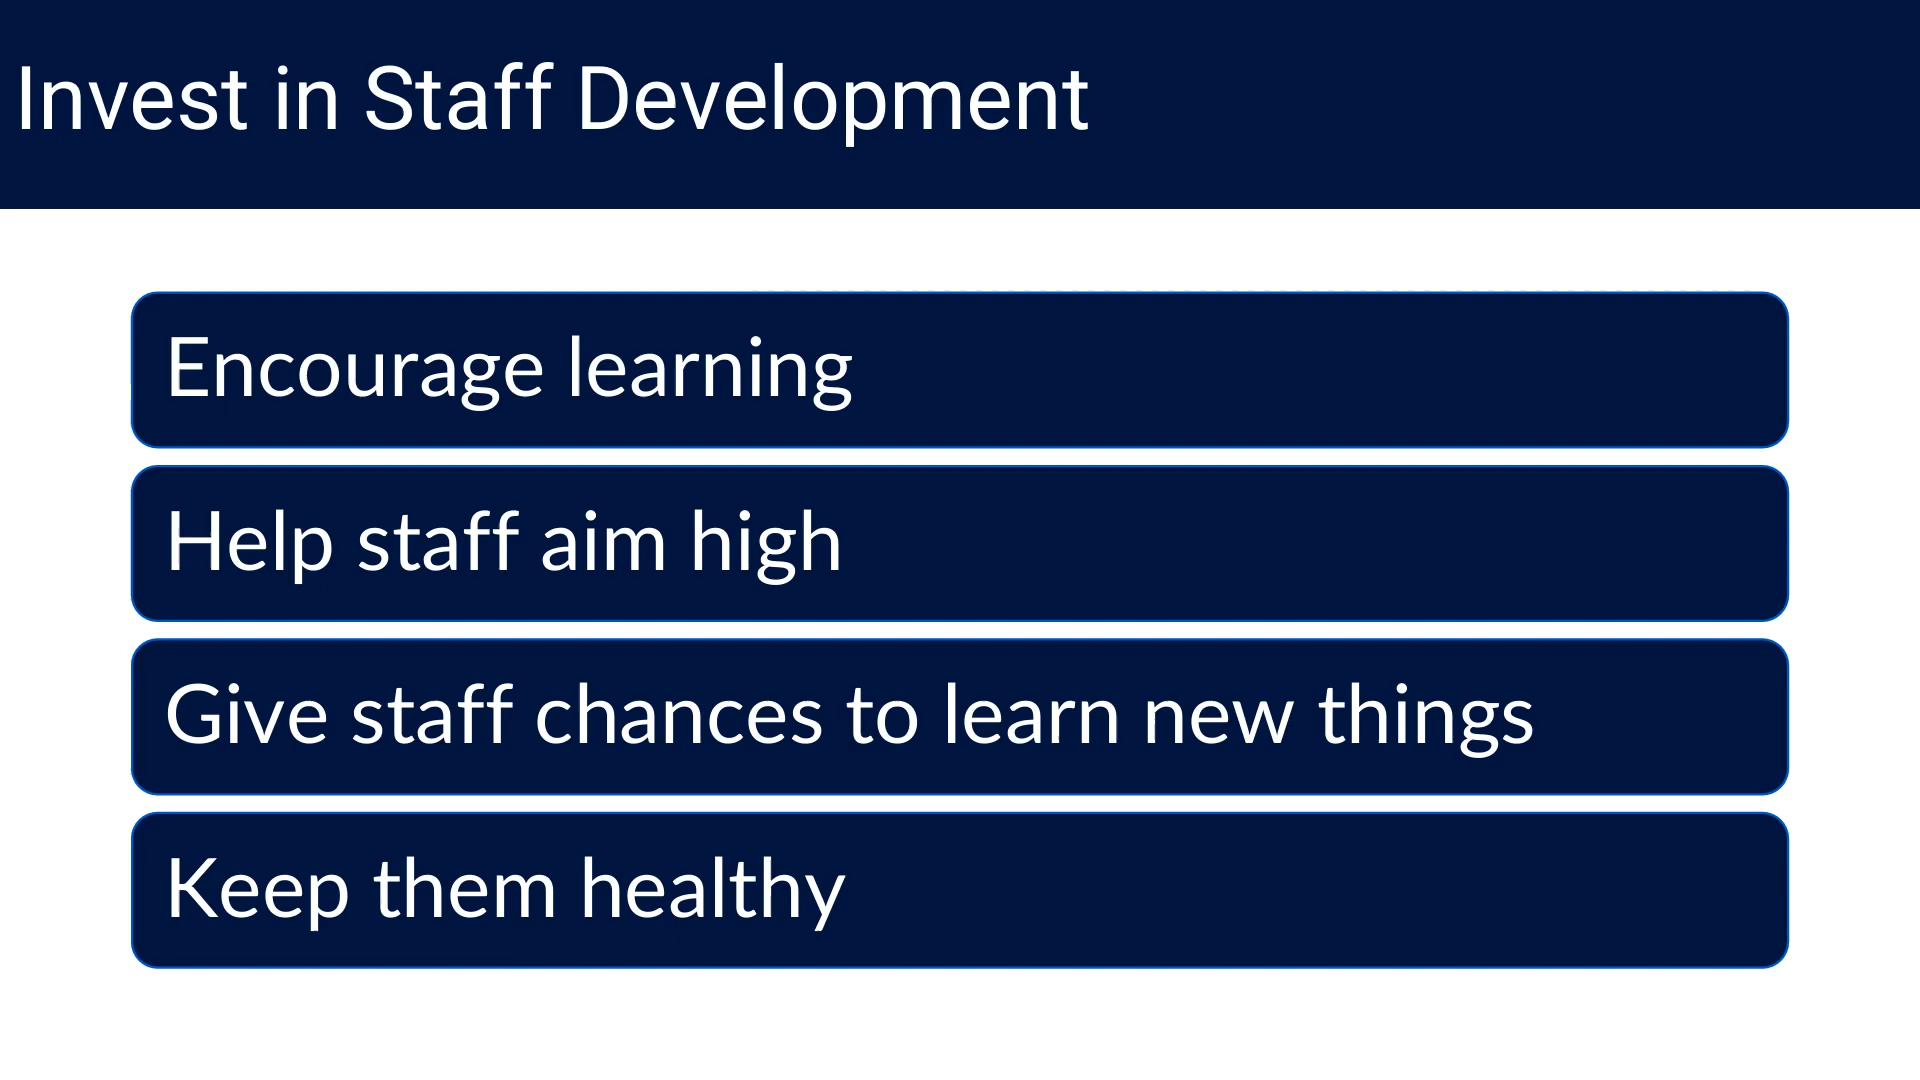 Invest in Staff Development
Encourage learning
Help staff aim high
Give staff chances to learn new things
Keep them healthy